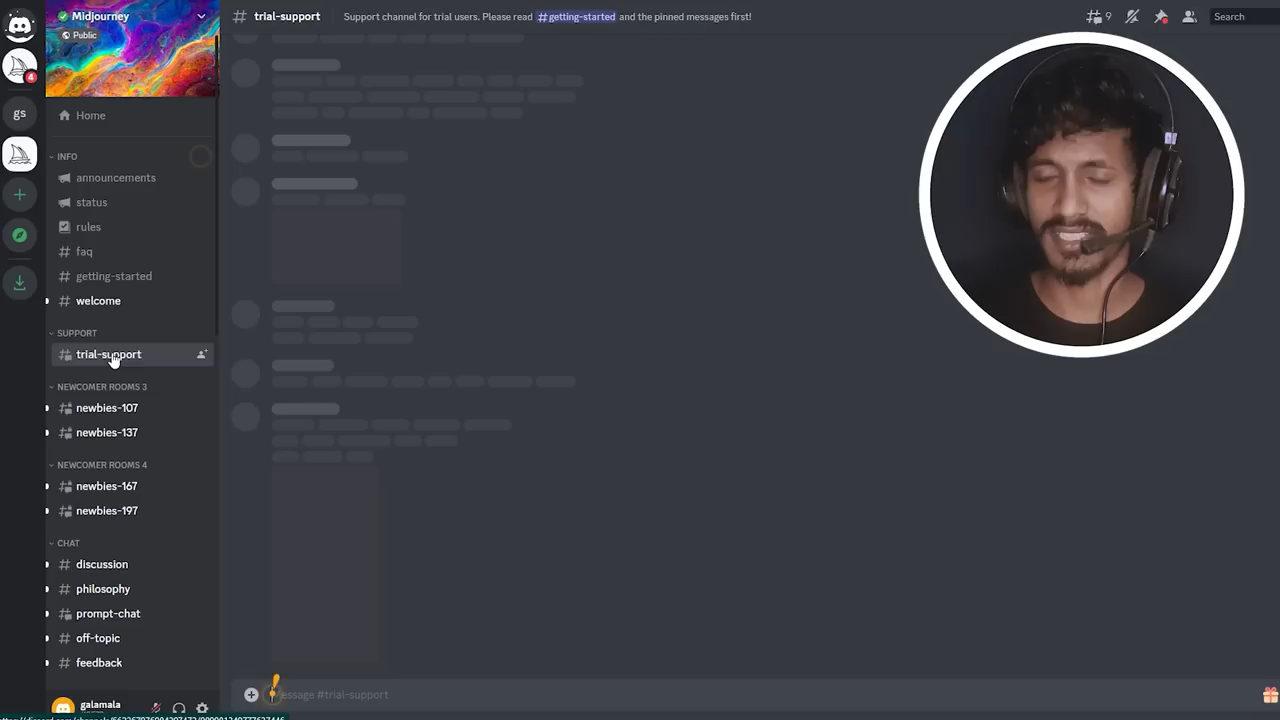 Midjourney
Public
# trial-support
Support channel for trial users. Please read #getting-started and the pinned messages first!
9
Search
4
gs
Home
INFO
announcements
status
rules
faq
getting-started
welcome
SUPPORT
trial-support
NEWCOMER ROOMS 3
newbies-107
newbies-137
NEWCOMER ROOMS 4
newbies-167
newbies-197
CHAT
discussion
philosophy
prompt-chat
off-topic
feedback
Message #trial-support
galamala